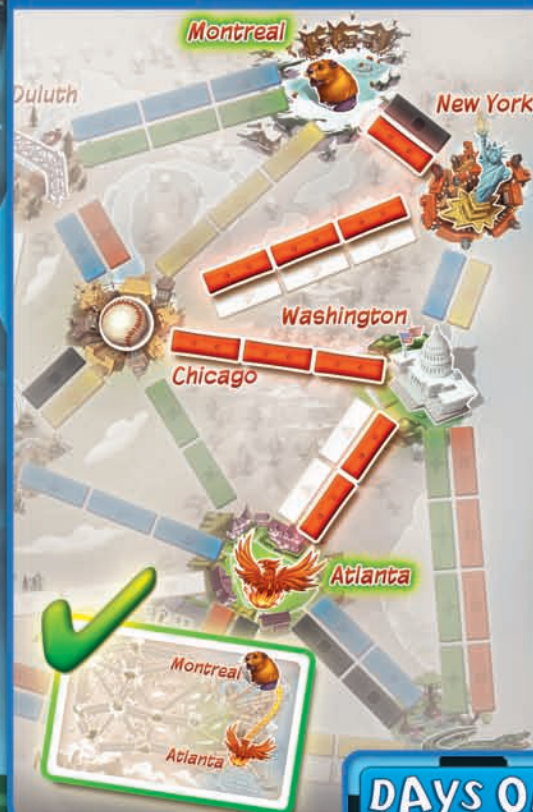 Montreal
Duluth
New York
Washington
Chicago
Atlanta
Montreal
Atlanta
DAYS O